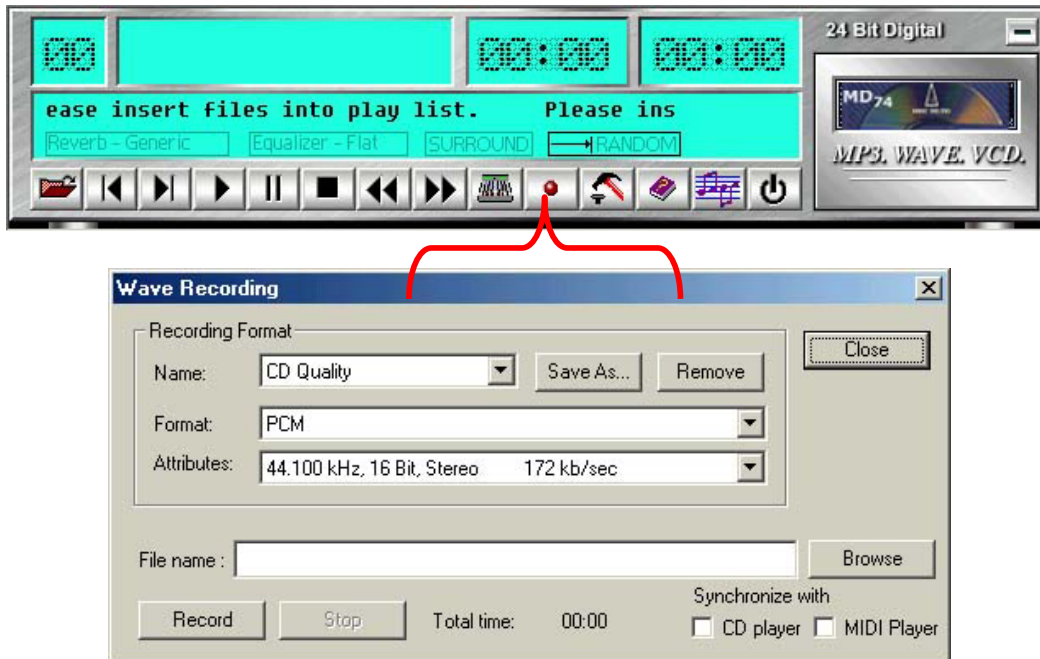 24 Bit Digital
00 00:00 00:00
ease insert files into play list. Please ins
Reverb - Generic Equalizer - Flat SURROUND RANDOM
MD74
MP3. WAVE. VCD.
Wave Recording
Recording Format
Name: CD Quality Save As... Remove
Close
Format: PCM
Attributes: 44.100 kHz, 16 Bit, Stereo 172 kb/sec
File name : Browse
Synchronize with
Record Stop Total time: 00:00 CD player MIDI Player